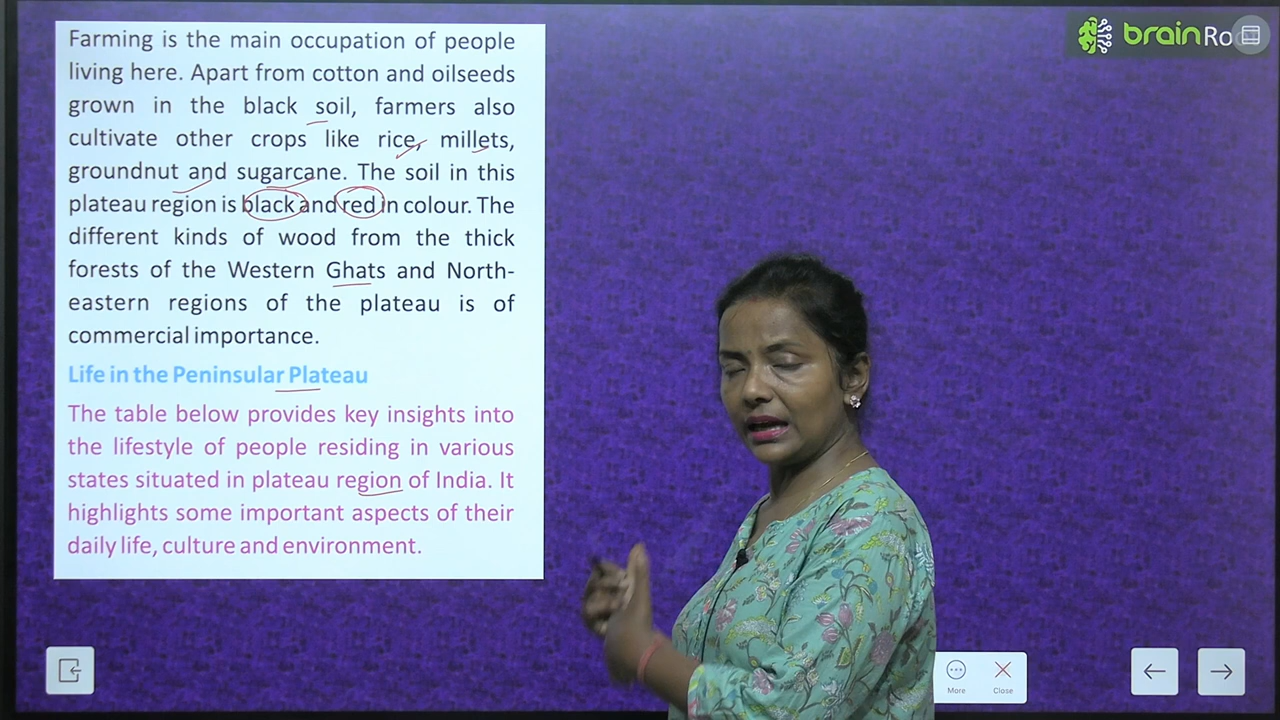 Farming is the main occupation of people
living here. Apart from cotton and oilseeds
grown in the black soil, farmers also
cultivate other crops like rice, millets,
groundnut and sugarcane. The soil in this
plateau region is black and red in colour. The
different kinds of wood from the thick
forests of the Western Ghats and North-
eastern regions of the plateau is of
commercial importance.
Life in the Peninsular Plateau
The table below provides key insights into
the lifestyle of people residing in various
states situated in plateau region of India. It
highlights some important aspects of their
daily life, culture and environment.
brain
More
Close